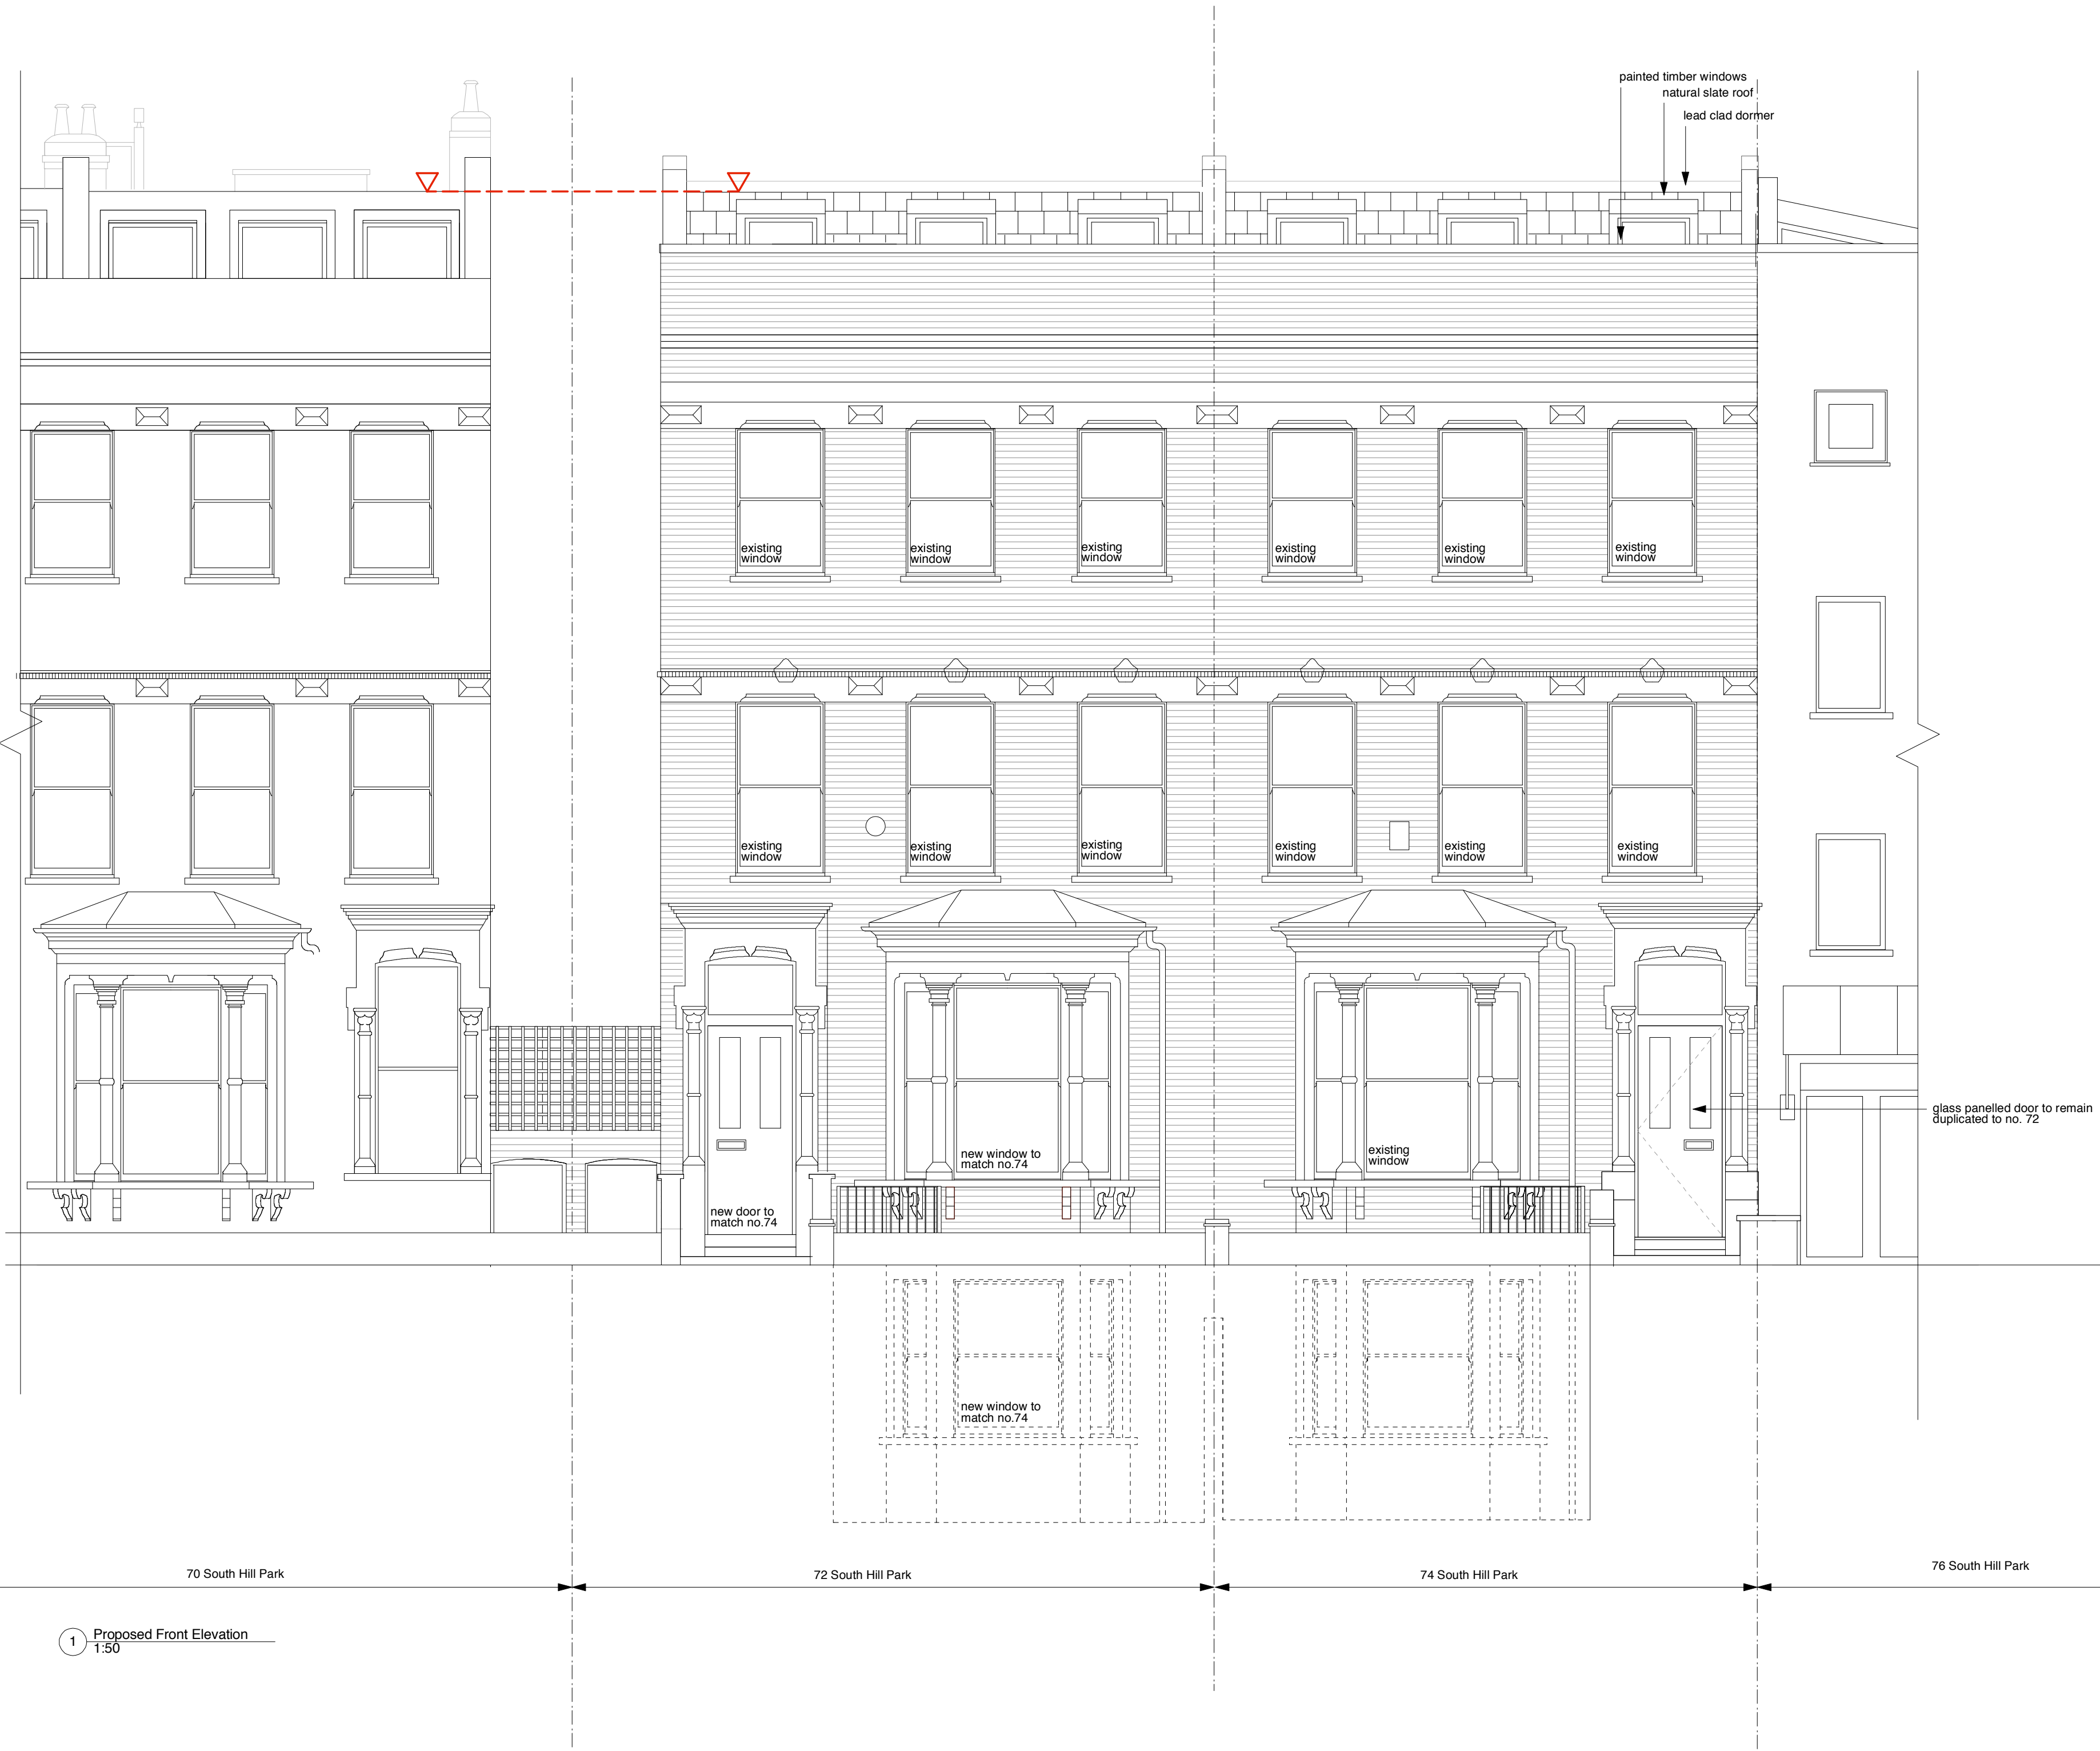 painted timber windows
natural slate roof
lead clad dormer
existing
window
existing
window
existing
window
existing
window
existing
window
existing
window
existing
window
existing
window
existing
window
existing
window
existing
window
existing
window
glass panelled door to remain
duplicated to no. 72
new window to
match no.74
existing
window
new door to
match no.74
new window to
match no.74
70 South Hill Park
72 South Hill Park
74 South Hill Park
76 South Hill Park
1
Proposed Front Elevation
1:50